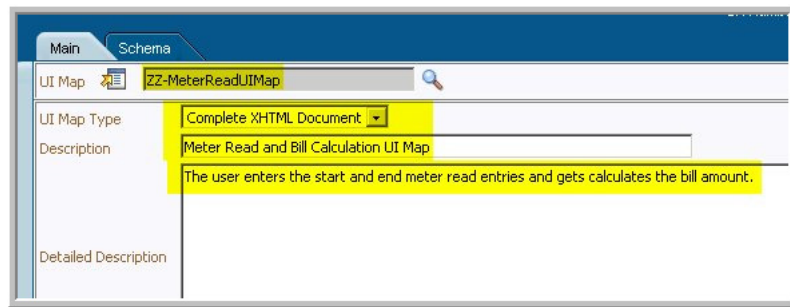 Main Schema
UI Map ZZ-MeterReadUIMap
UI Map Type Complete XHTML Document
Description Meter Read and Bill Calculation UI Map
The user enters the start and end meter read entries and gets calculates the bill amount.
Detailed Description